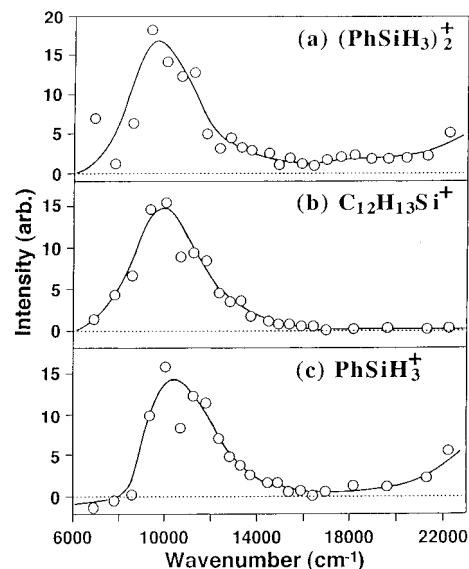 20
15
10
5
0
(a) (PhSiH₃)₂⁺
15
10
5
0
(b) C₁₂H₁₃Si⁺
15
10
5
0
(c) PhSiH₃⁺
Intensity (arb.)
6000 10000 14000 18000 22000
Wavenumber (cm⁻¹)